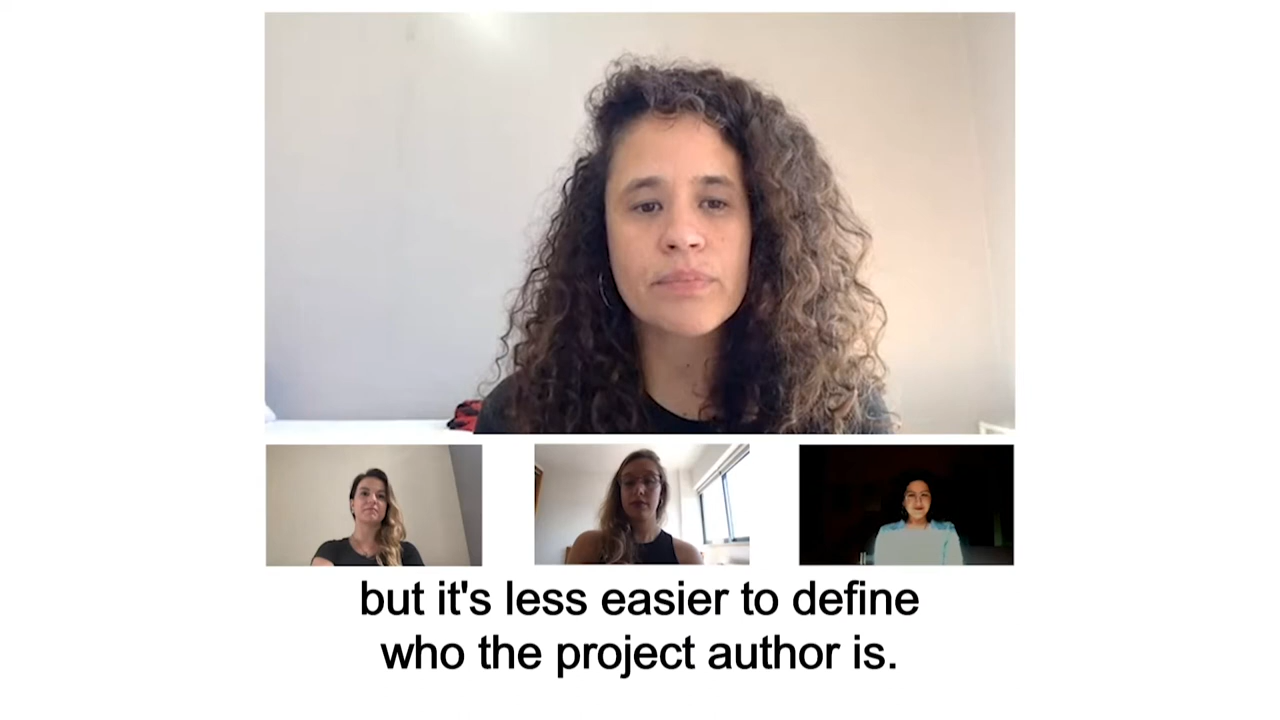 but it's less easier to define
who the project author is.